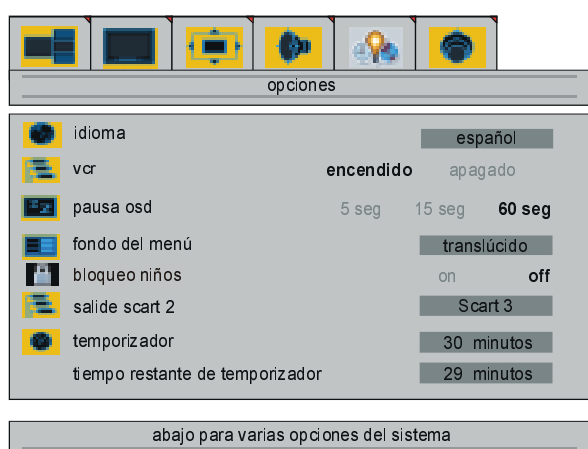 opciones
idioma español
vcr encendido apagado
pausa osd 5 seg 15 seg 60 seg
fondo del menú translúcido
bloqueo niños on off
salide scart 2 Scart 3
temporizador 30 minutos
tiempo restante de temporizador 29 minutos
abajo para varias opciones del sistema